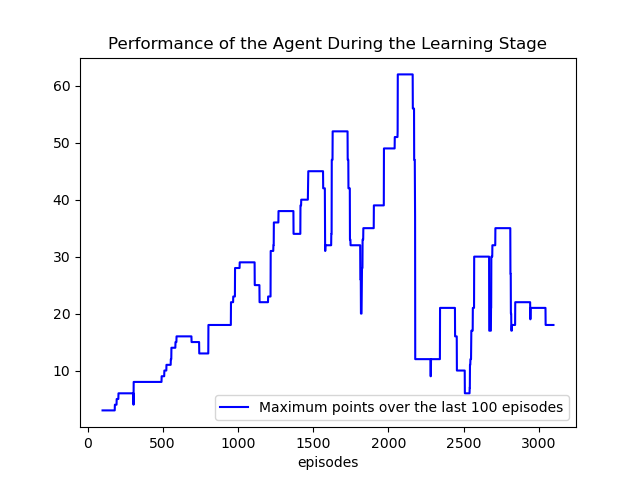 Performance of the Agent During the Learning Stage
60
50
40
30
20
10
Maximum points over the last 100 episodes
0 500 1000 1500 2000 2500 3000
episodes